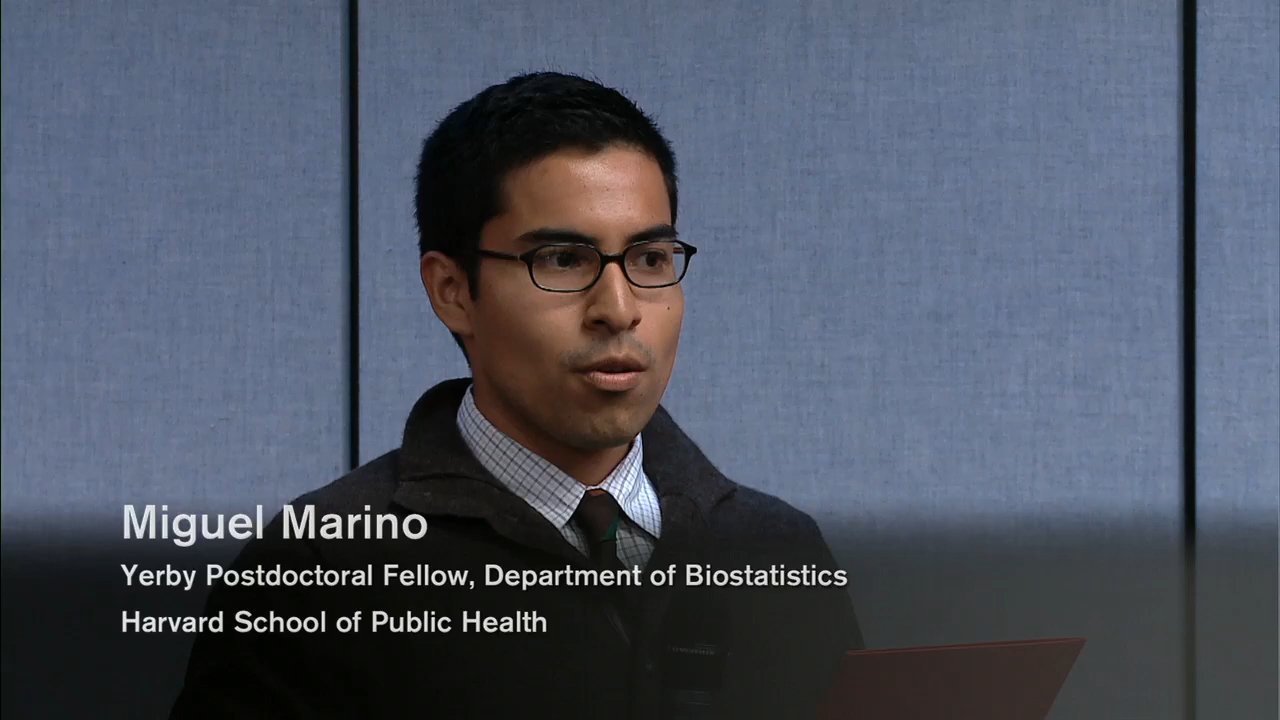 Miguel Marino
Yerby Postdoctoral Fellow, Department of Biostatistics
Harvard School of Public Health